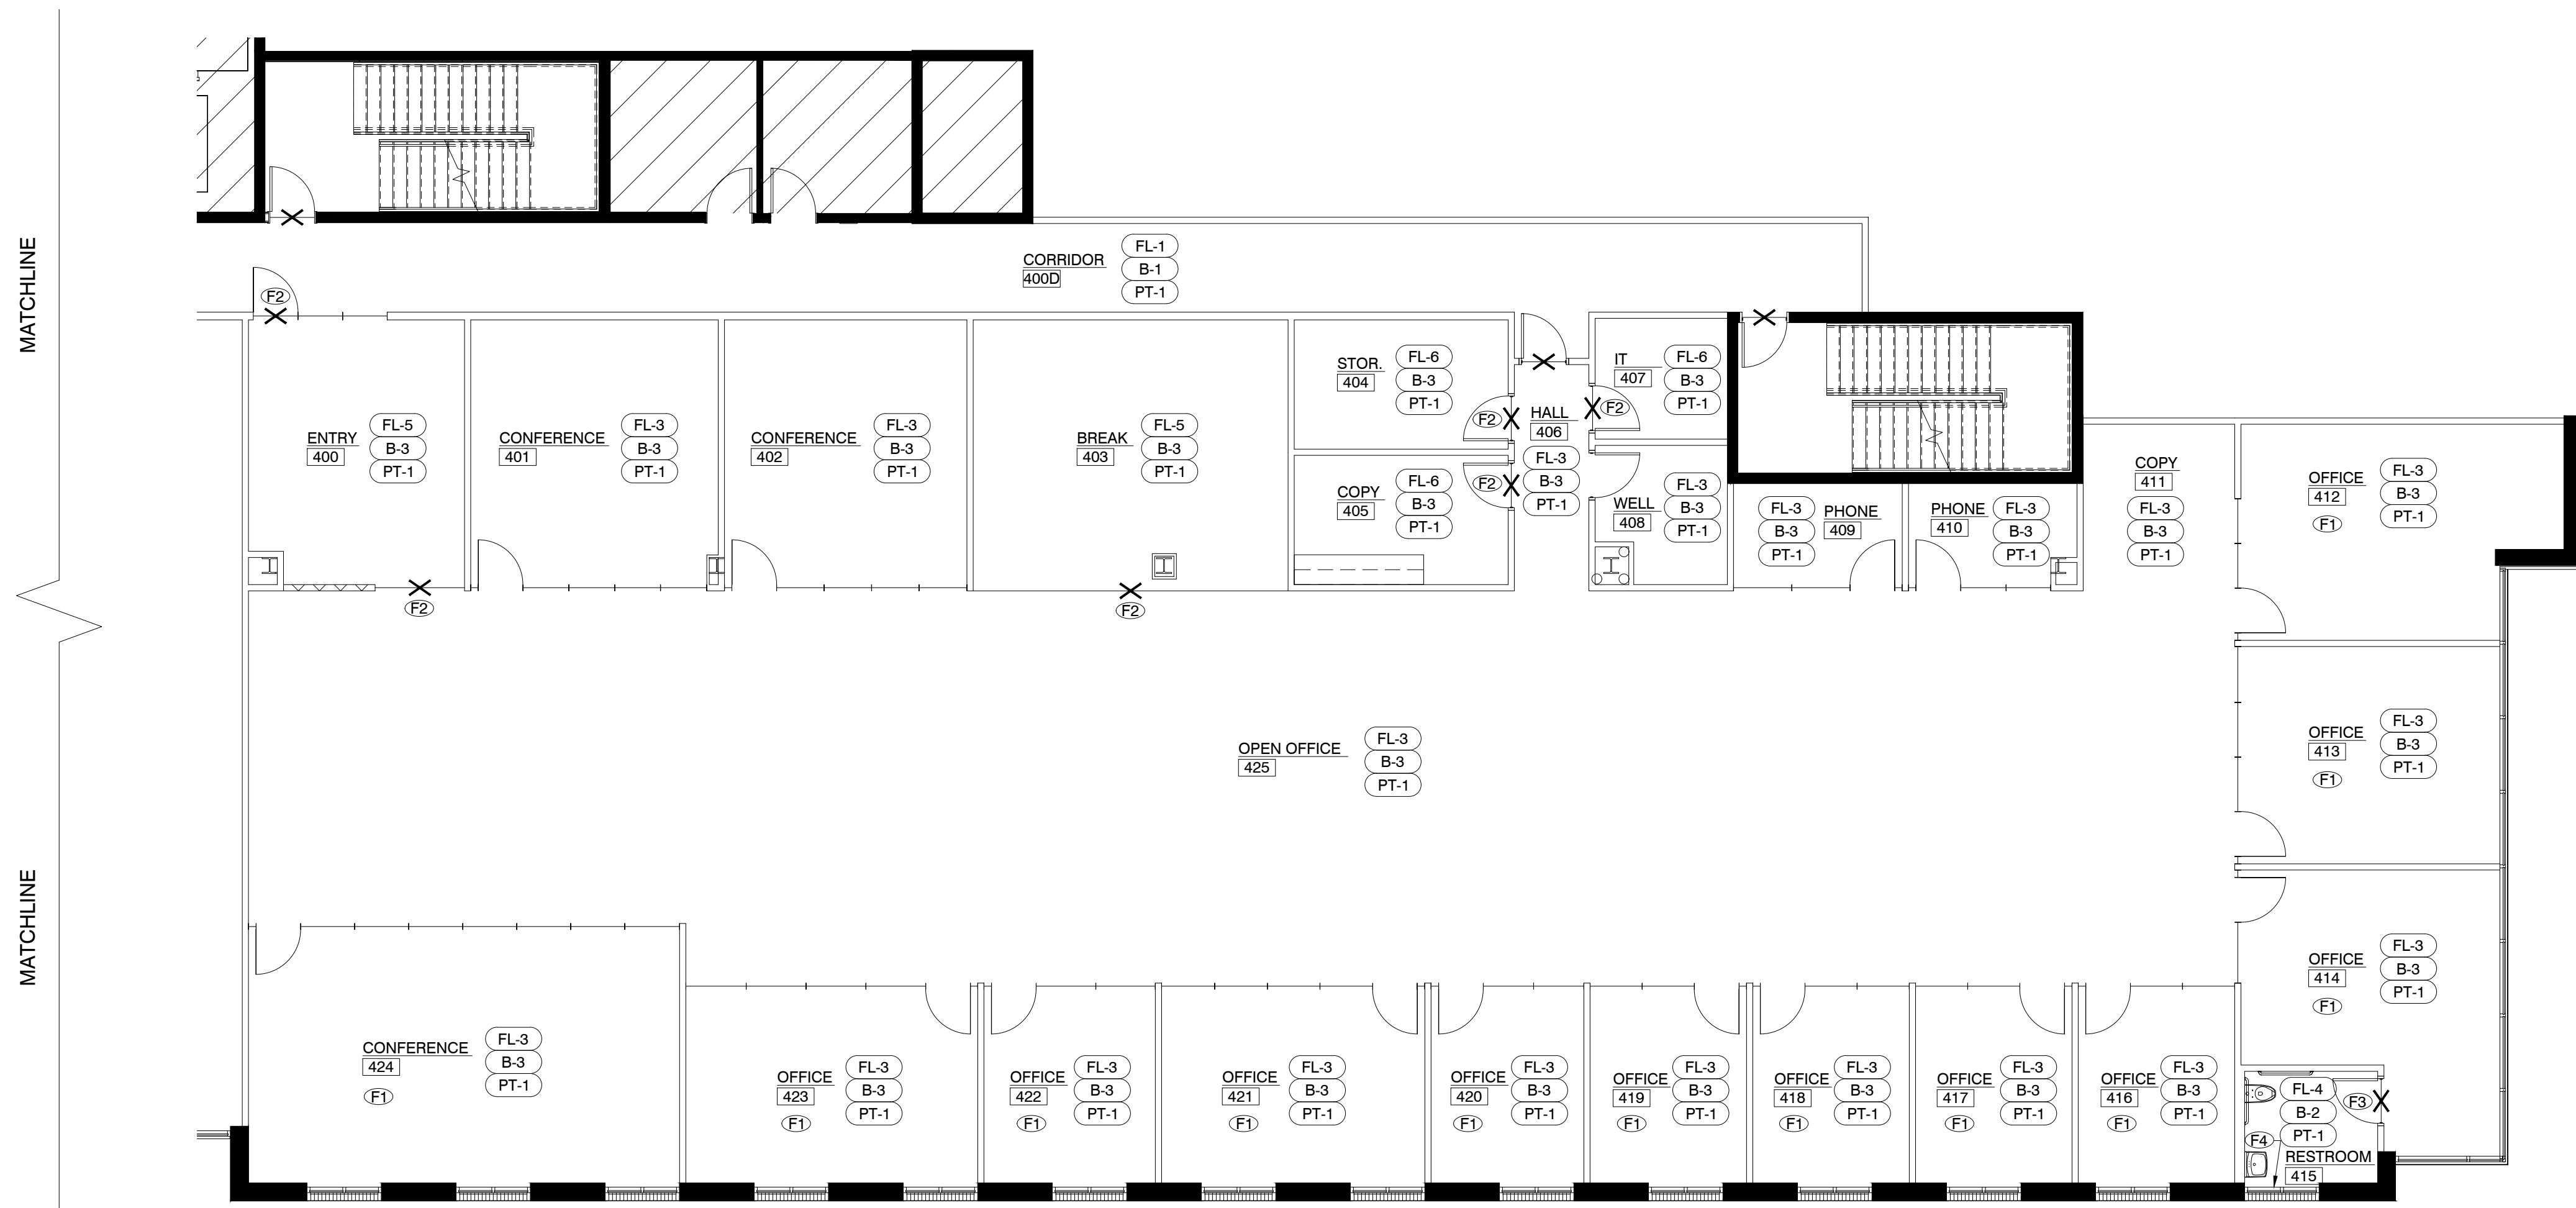 MATCHLINE
MATCHLINE
CORRIDOR
400D
FL-1
B-1
PT-1
F2
ENTRY
400
FL-5
B-3
PT-1
F2
CONFERENCE
401
FL-3
B-3
PT-1
CONFERENCE
402
FL-3
B-3
PT-1
BREAK
403
FL-5
B-3
PT-1
F2
STOR.
404
FL-6
B-3
PT-1
F2
COPY
405
FL-6
B-3
PT-1
F2
HALL
406
FL-3
B-3
PT-1
IT
407
FL-6
B-3
PT-1
F2
WELL
408
FL-3
B-3
PT-1
FL-3
B-3
PT-1
PHONE
409
PHONE
410
FL-3
B-3
PT-1
COPY
411
FL-3
B-3
PT-1
OFFICE
412
F1
FL-3
B-3
PT-1
OFFICE
413
F1
FL-3
B-3
PT-1
OPEN OFFICE
425
FL-3
B-3
PT-1
OFFICE
414
F1
FL-3
B-3
PT-1
CONFERENCE
424
F1
FL-3
B-3
PT-1
OFFICE
423
F1
FL-3
B-3
PT-1
OFFICE
422
F1
FL-3
B-3
PT-1
OFFICE
421
F1
FL-3
B-3
PT-1
OFFICE
420
F1
FL-3
B-3
PT-1
OFFICE
419
F1
FL-3
B-3
PT-1
OFFICE
418
F1
FL-3
B-3
PT-1
OFFICE
417
F1
FL-3
B-3
PT-1
OFFICE
416
F1
FL-3
B-3
PT-1
FL-4
B-2
PT-1
F3
F4
RESTROOM
415